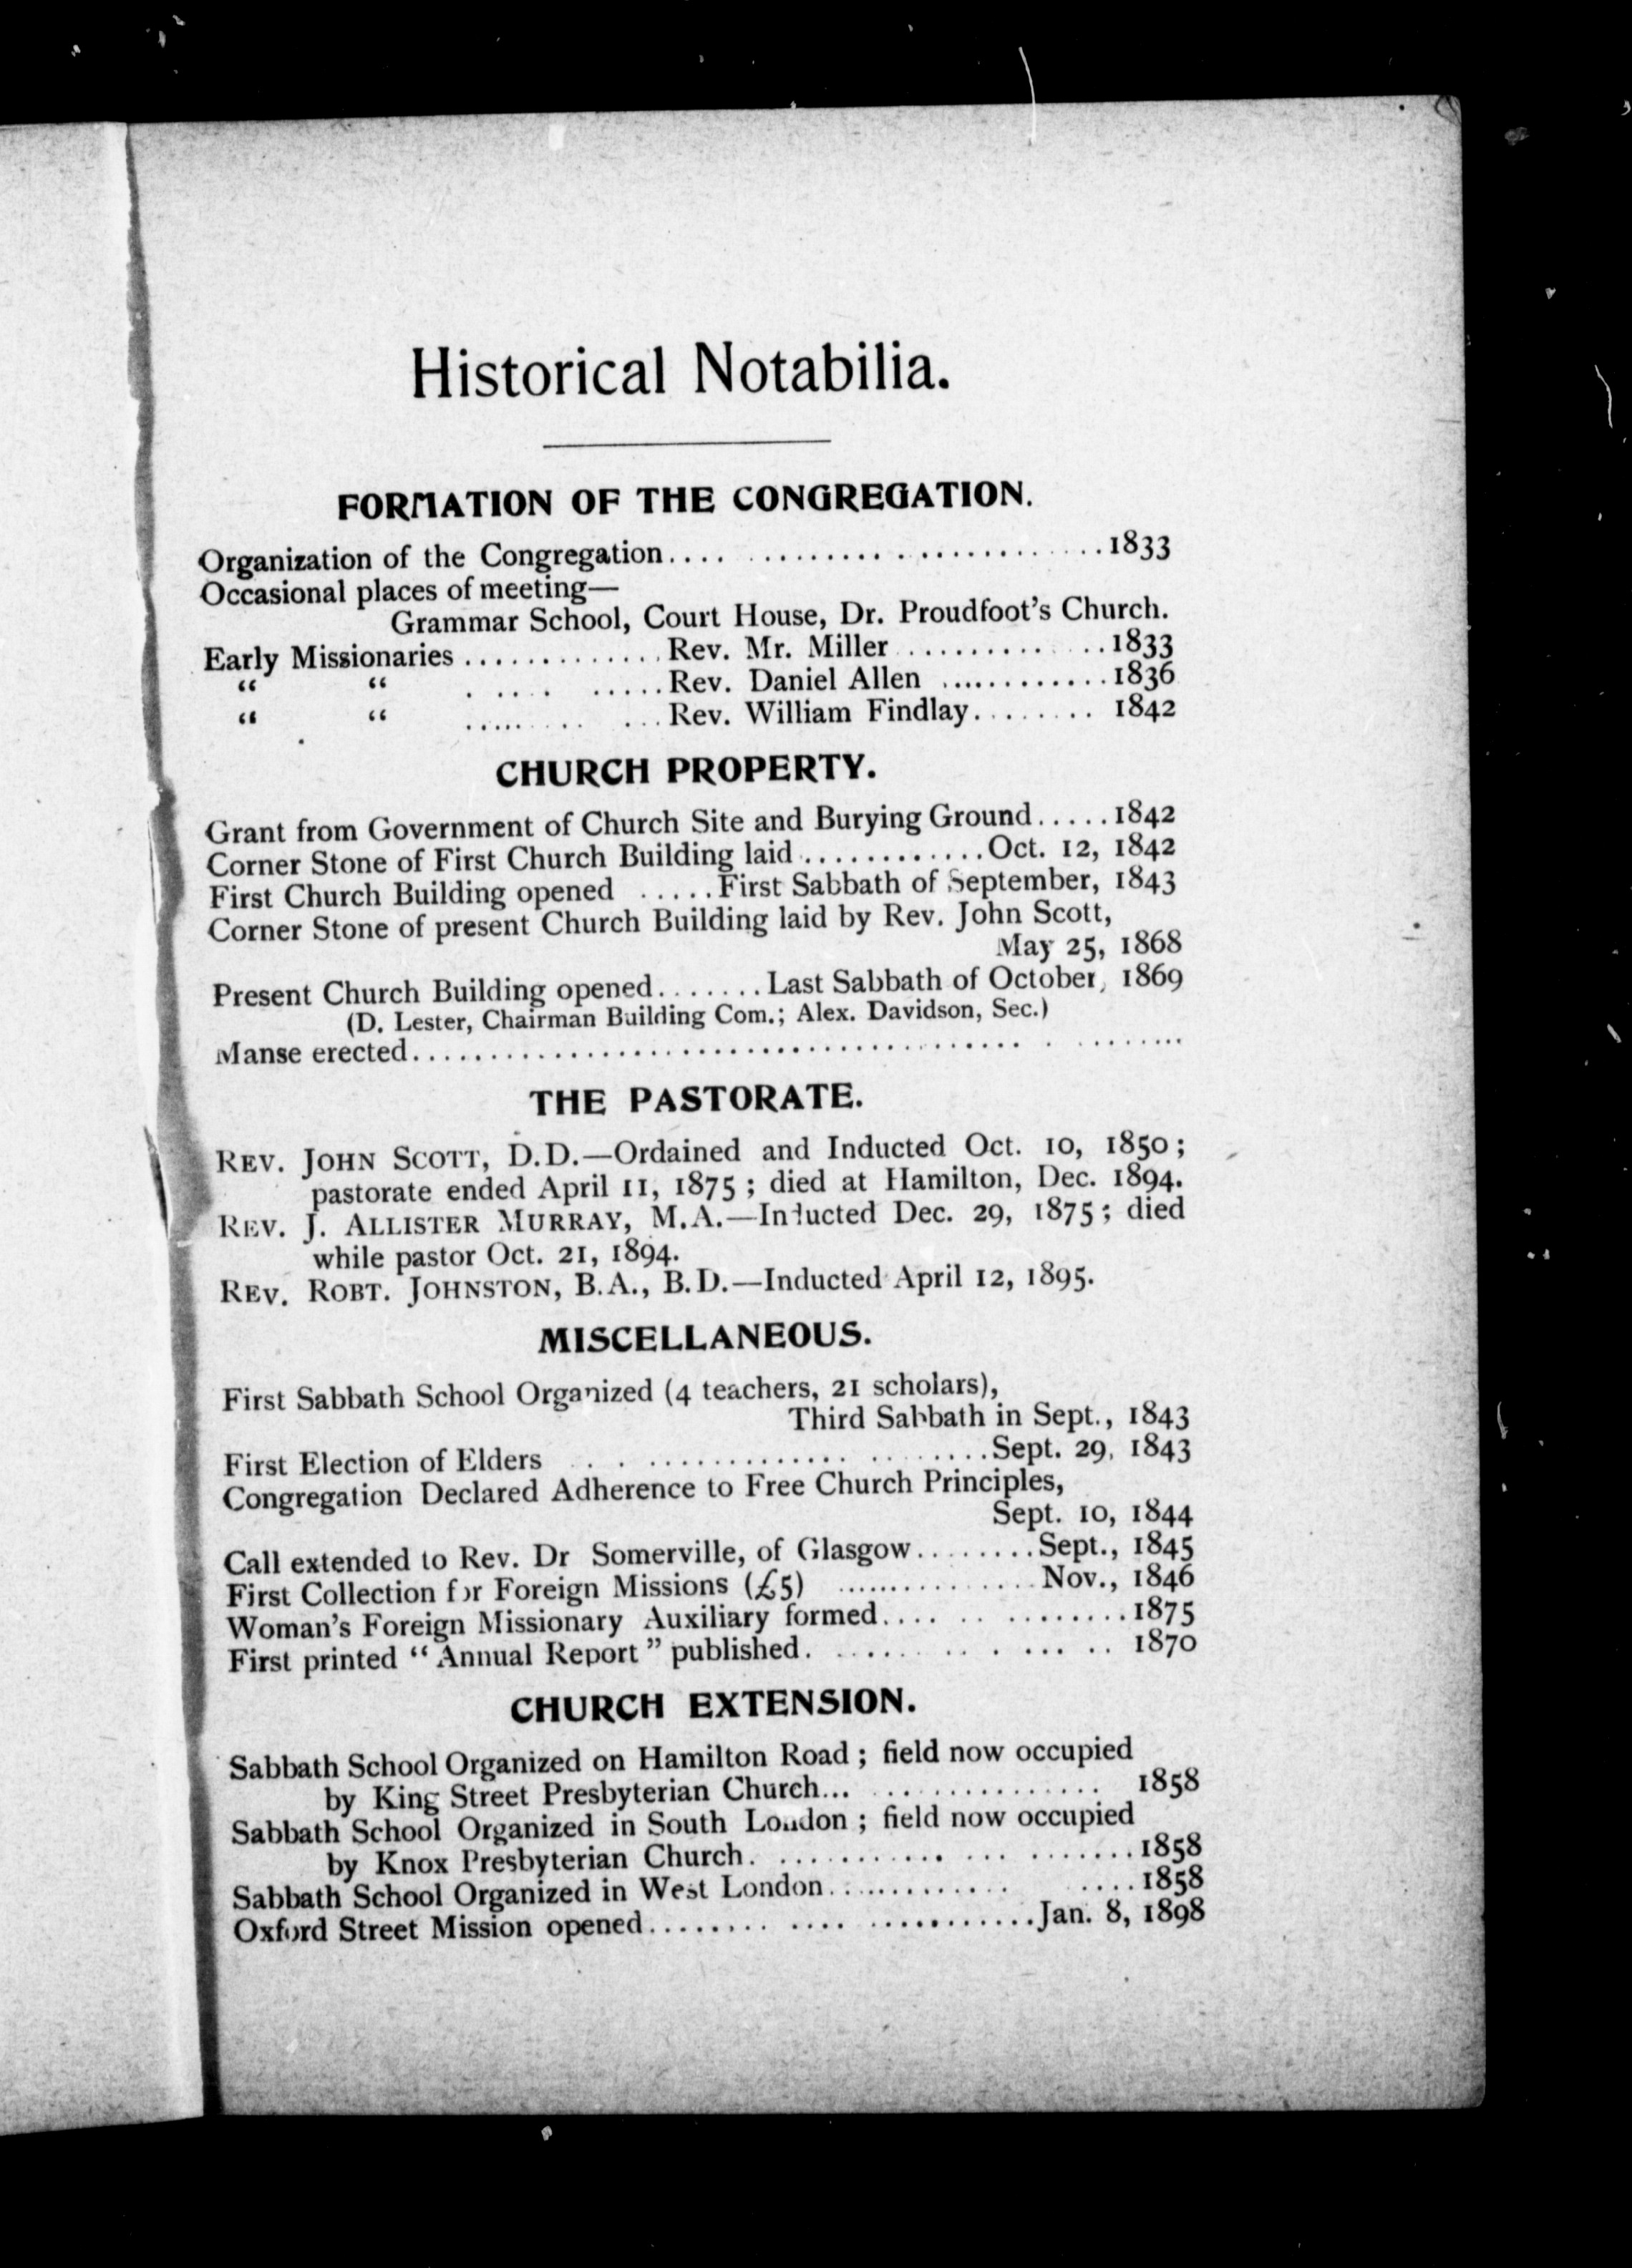 Historical Notabilia.
FORMATION OF THE CONGREGATION.
Organization of the Congregation.... ..........................1833
Occasional places of meeting—
Grammar School, Court House, Dr. Proudfoot's Church.
Early Missionaries .............Rev. Mr. Miller .............1833
“ “ . .... .....Rev. Daniel Allen .............1836
“ “ ......... ...Rev. William Findlay........ 1842
CHURCH PROPERTY.
Grant from Government of Church Site and Burying Ground.....1842
Corner Stone of First Church Building laid.............Oct. 12, 1842
First Church Building opened .....First Sabbath of September, 1843
Corner Stone of present Church Building laid by Rev. John Scott,
May 25, 1868
Present Church Building opened.......Last Sabbath of October, 1869
(D. Lester, Chairman Building Com.; Alex. Davidson, Sec.)
Manse erected..........................................
THE PASTORATE.
REV. JOHN SCOTT, D.D.—Ordained and Inducted Oct. 10, 1850;
pastorate ended April 11, 1875; died at Hamilton, Dec. 1894.
REV. J. ALLISTER MURRAY, M.A.—Inducted Dec. 29, 1875; died
while pastor Oct. 21, 1894.
REV. ROBT. JOHNSTON, B.A., B.D.—Inducted April 12, 1895.
MISCELLANEOUS.
First Sabbath School Organized (4 teachers, 21 scholars),
Third Sabbath in Sept., 1843
First Election of Elders . . .............. ........Sept. 29, 1843
Congregation Declared Adherence to Free Church Principles,
Sept. 10, 1844
Call extended to Rev. Dr Somerville, of Glasgow........Sept., 1845
First Collection for Foreign Missions (£5) ...............Nov., 1846
Woman's Foreign Missionary Auxiliary formed.... .. ........1875
First printed “Annual Report” published. ...... .. . ... .. 1870
CHURCH EXTENSION.
Sabbath School Organized on Hamilton Road; field now occupied
by King Street Presbyterian Church... ............... 1858
Sabbath School Organized in South London; field now occupied
by Knox Presbyterian Church. ........... ... .......1858
Sabbath School Organized in West London............. ....1858
Oxford Street Mission opened........ .... ...........Jan. 8, 1898